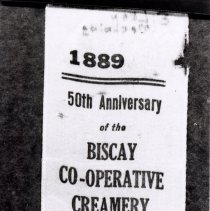 1889
50th Anniversary
of the
BISCAY
CO-OPERATIVE
CREAMERY